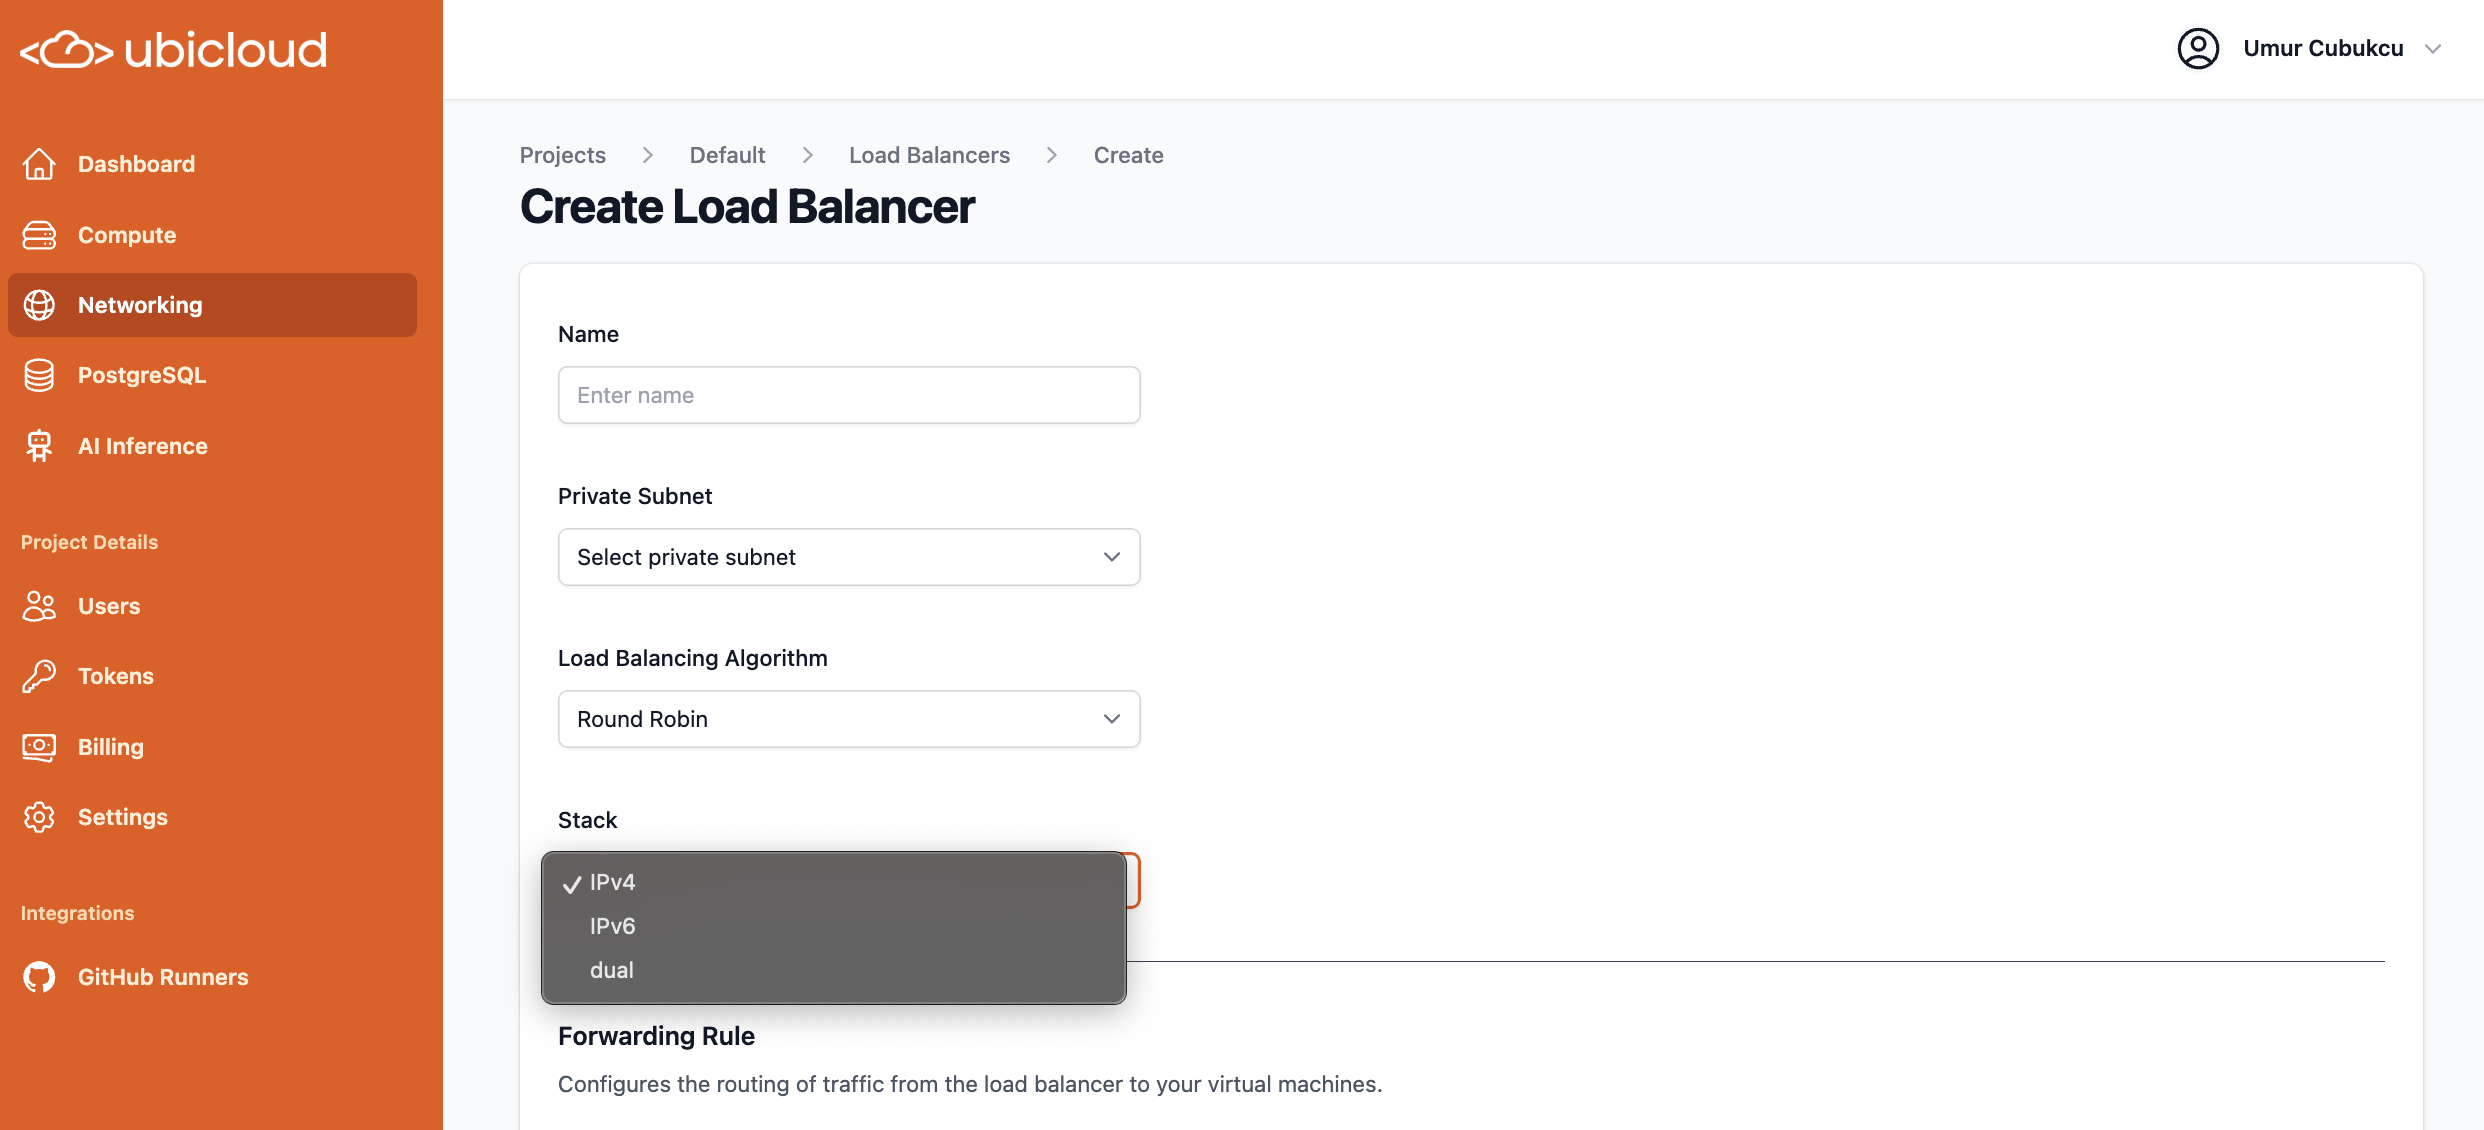 ubicloud
Umur Cubukcu
Dashboard
Compute
Networking
PostgreSQL
AI Inference
Project Details
Users
Tokens
Billing
Settings
Integrations
GitHub Runners
Projects > Default > Load Balancers > Create
Create Load Balancer
Name
Enter name
Private Subnet
Select private subnet
Load Balancing Algorithm
Round Robin
Stack
IPv4
IPv6
dual
Forwarding Rule
Configures the routing of traffic from the load balancer to your virtual machines.